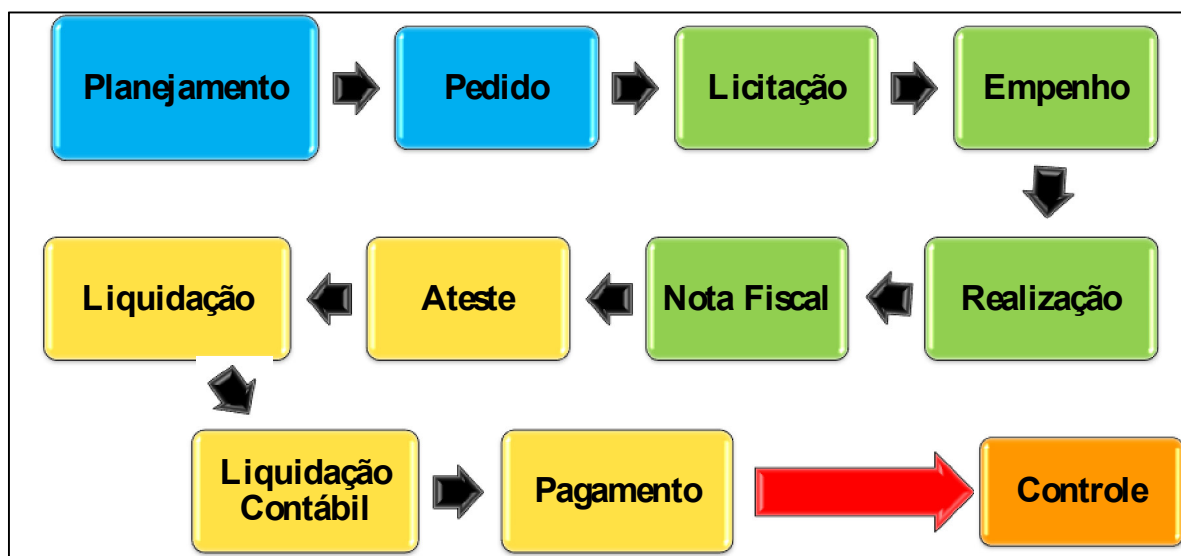 Planejamento
Pedido
Licitação
Empenho
Realização
Nota Fiscal
Ateste
Liquidação
Liquidação
Contábil
Pagamento
Controle